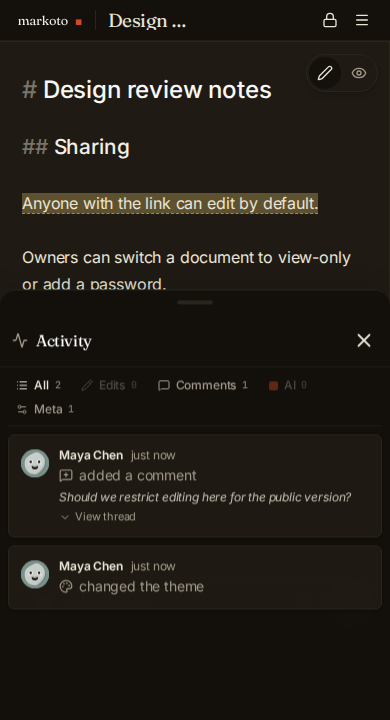 markoto Design ...
# Design review notes
## Sharing
Anyone with the link can edit by default.
Owners can switch a document to view-only
or add a password.
Activity
All 2 Edits 0 Comments 1 AI 0
Meta 1
Maya Chen just now
added a comment
Should we restrict editing here for the public version?
View thread
Maya Chen just now
changed the theme